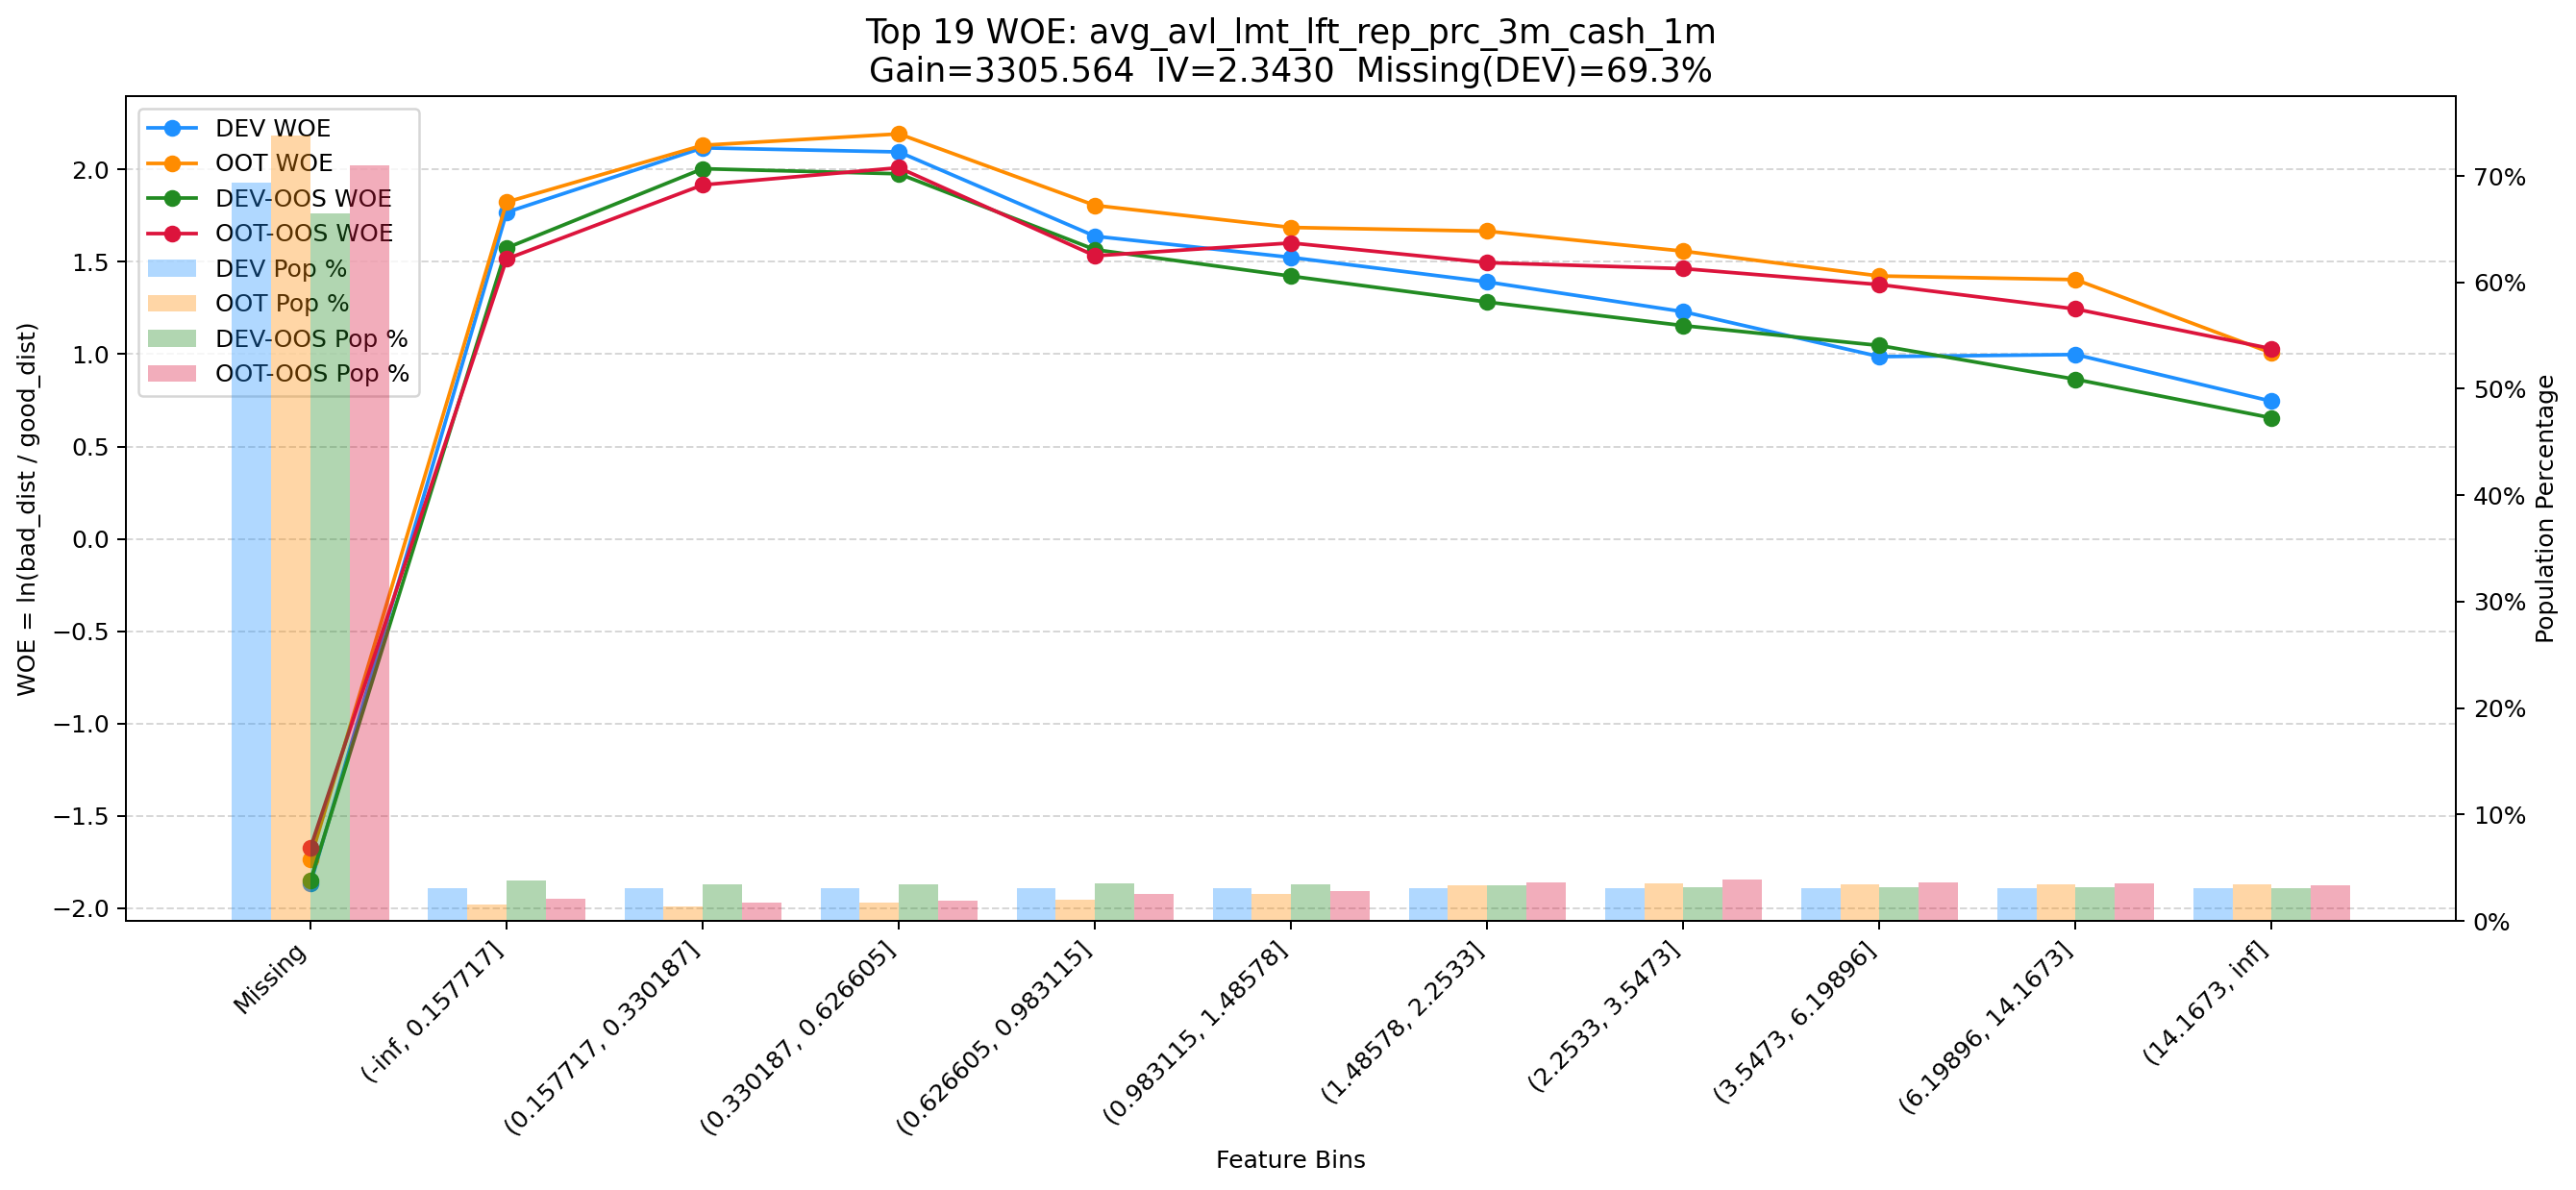 Top 19 WOE: avg_avl_lmt_lft_rep_prc_3m_cash_1m
Gain=3305.564  IV=2.3430  Missing(DEV)=69.3%
DEV WOE
OOT WOE
DEV-OOS WOE
OOT-OOS WOE
DEV Pop %
OOT Pop %
DEV-OOS Pop %
OOT-OOS Pop %
WOE = ln(bad_dist / good_dist)
2.0
1.5
1.0
0.5
0.0
−0.5
−1.0
−1.5
−2.0
Population Percentage
70%
60%
50%
40%
30%
20%
10%
0%
Missing
(-inf, 0.157717]
(0.157717, 0.330187]
(0.330187, 0.626605]
(0.626605, 0.983115]
(0.983115, 1.48578]
(1.48578, 2.2533]
(2.2533, 3.5473]
(3.5473, 6.19896]
(6.19896, 14.1673]
(14.1673, inf]
Feature Bins